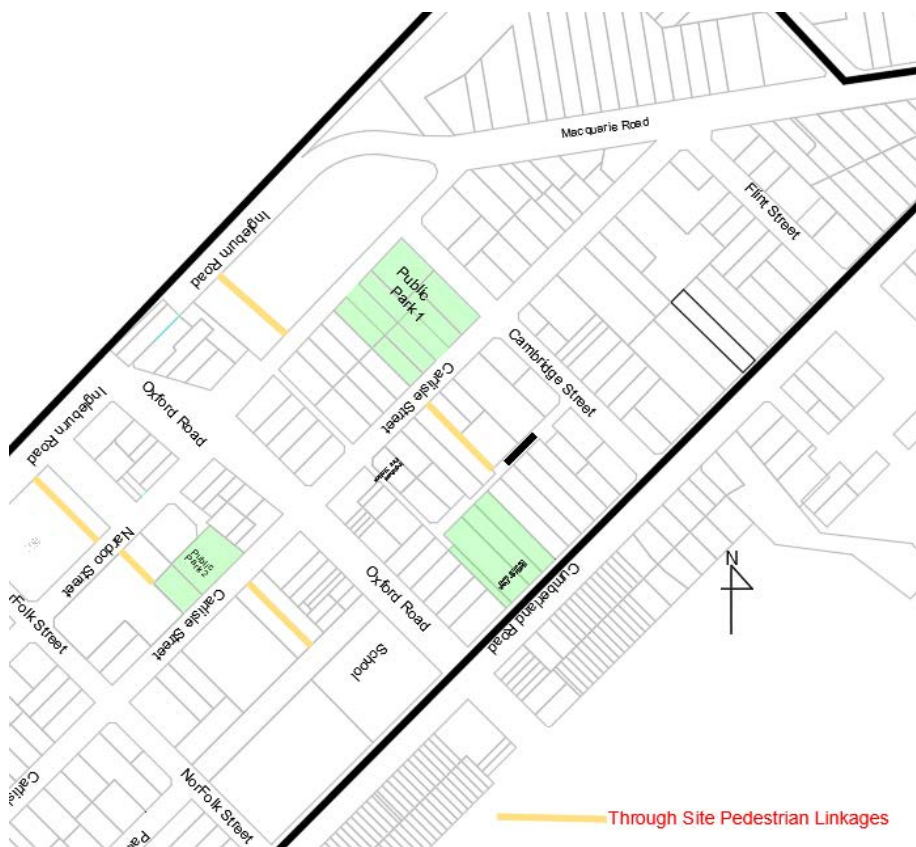 Macquarie Road
Flint Street
Ingleburn Road
Public
Park 1
Cambridge Street
Carlisle Street
Oxford Road
Ingleburn Road
Nardoo Street
Public
Park 2
Carlisle Street
Oxford Road
Cumberland Road
N
NorFolk Street
School
NorFolk Street
Through Site Pedestrian Linkages